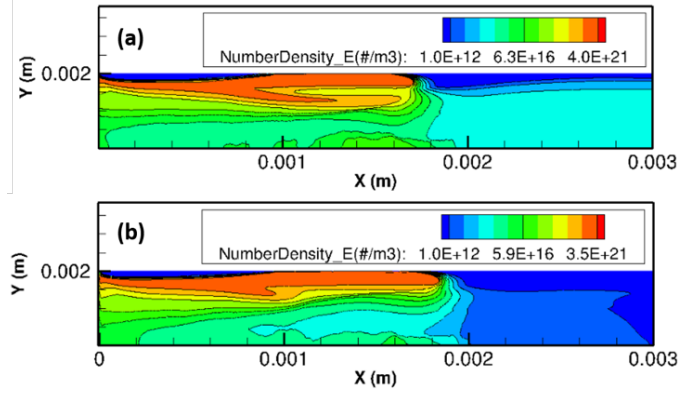 (a)
NumberDensity_E(#/m3): 1.0E+12 6.3E+16 4.0E+21
Y (m)
0.002
0.001 0.002 0.003
X (m)
(b)
NumberDensity_E(#/m3): 1.0E+12 5.9E+16 3.5E+21
Y (m)
0.002
0 0.001 0.002 0.003
X (m)